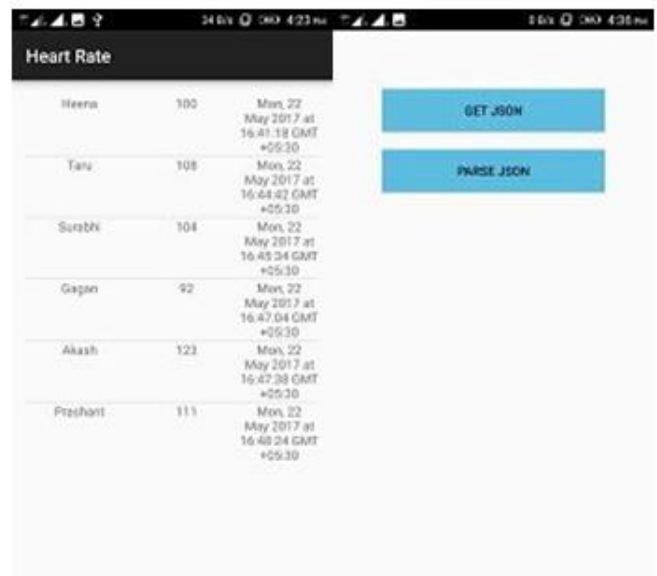 4:23 PM
Heart Rate
Heena 100 Mon, 22
May 2017 at
16:41:18 GMT
+05:30
Taru 108 Mon, 22
May 2017 at
16:44:42 GMT
+05:30
Surabhi 104 Mon, 22
May 2017 at
16:45:34 GMT
+05:30
Gagan 92 Mon, 22
May 2017 at
16:47:04 GMT
+05:30
Akash 123 Mon, 22
May 2017 at
16:47:38 GMT
+05:30
Prashant 111 Mon, 22
May 2017 at
16:48:24 GMT
+05:30
GET JSON
PARSE JSON